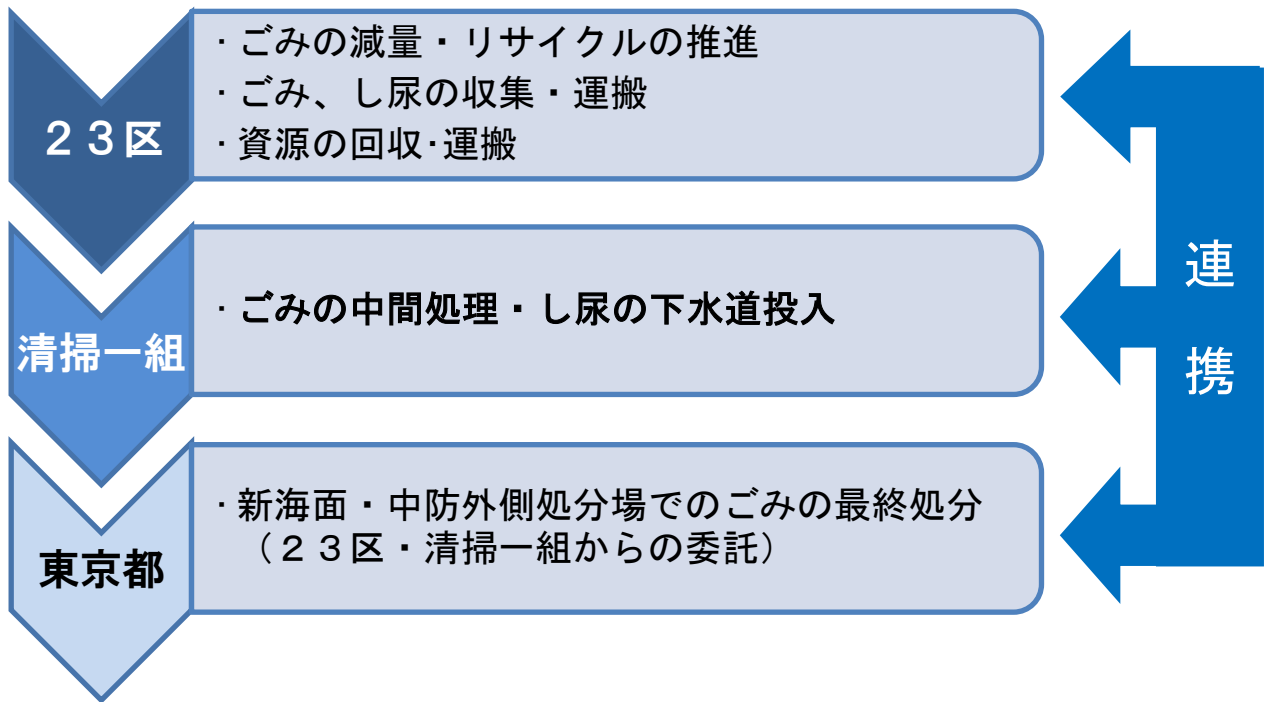 ２３区
・ごみの減量・リサイクルの推進
・ごみ、し尿の収集・運搬
・資源の回収･運搬
清掃一組
・ごみの中間処理・し尿の下水道投入
東京都
・新海面・中防外側処分場でのごみの最終処分
（２３区・清掃一組からの委託）
連携